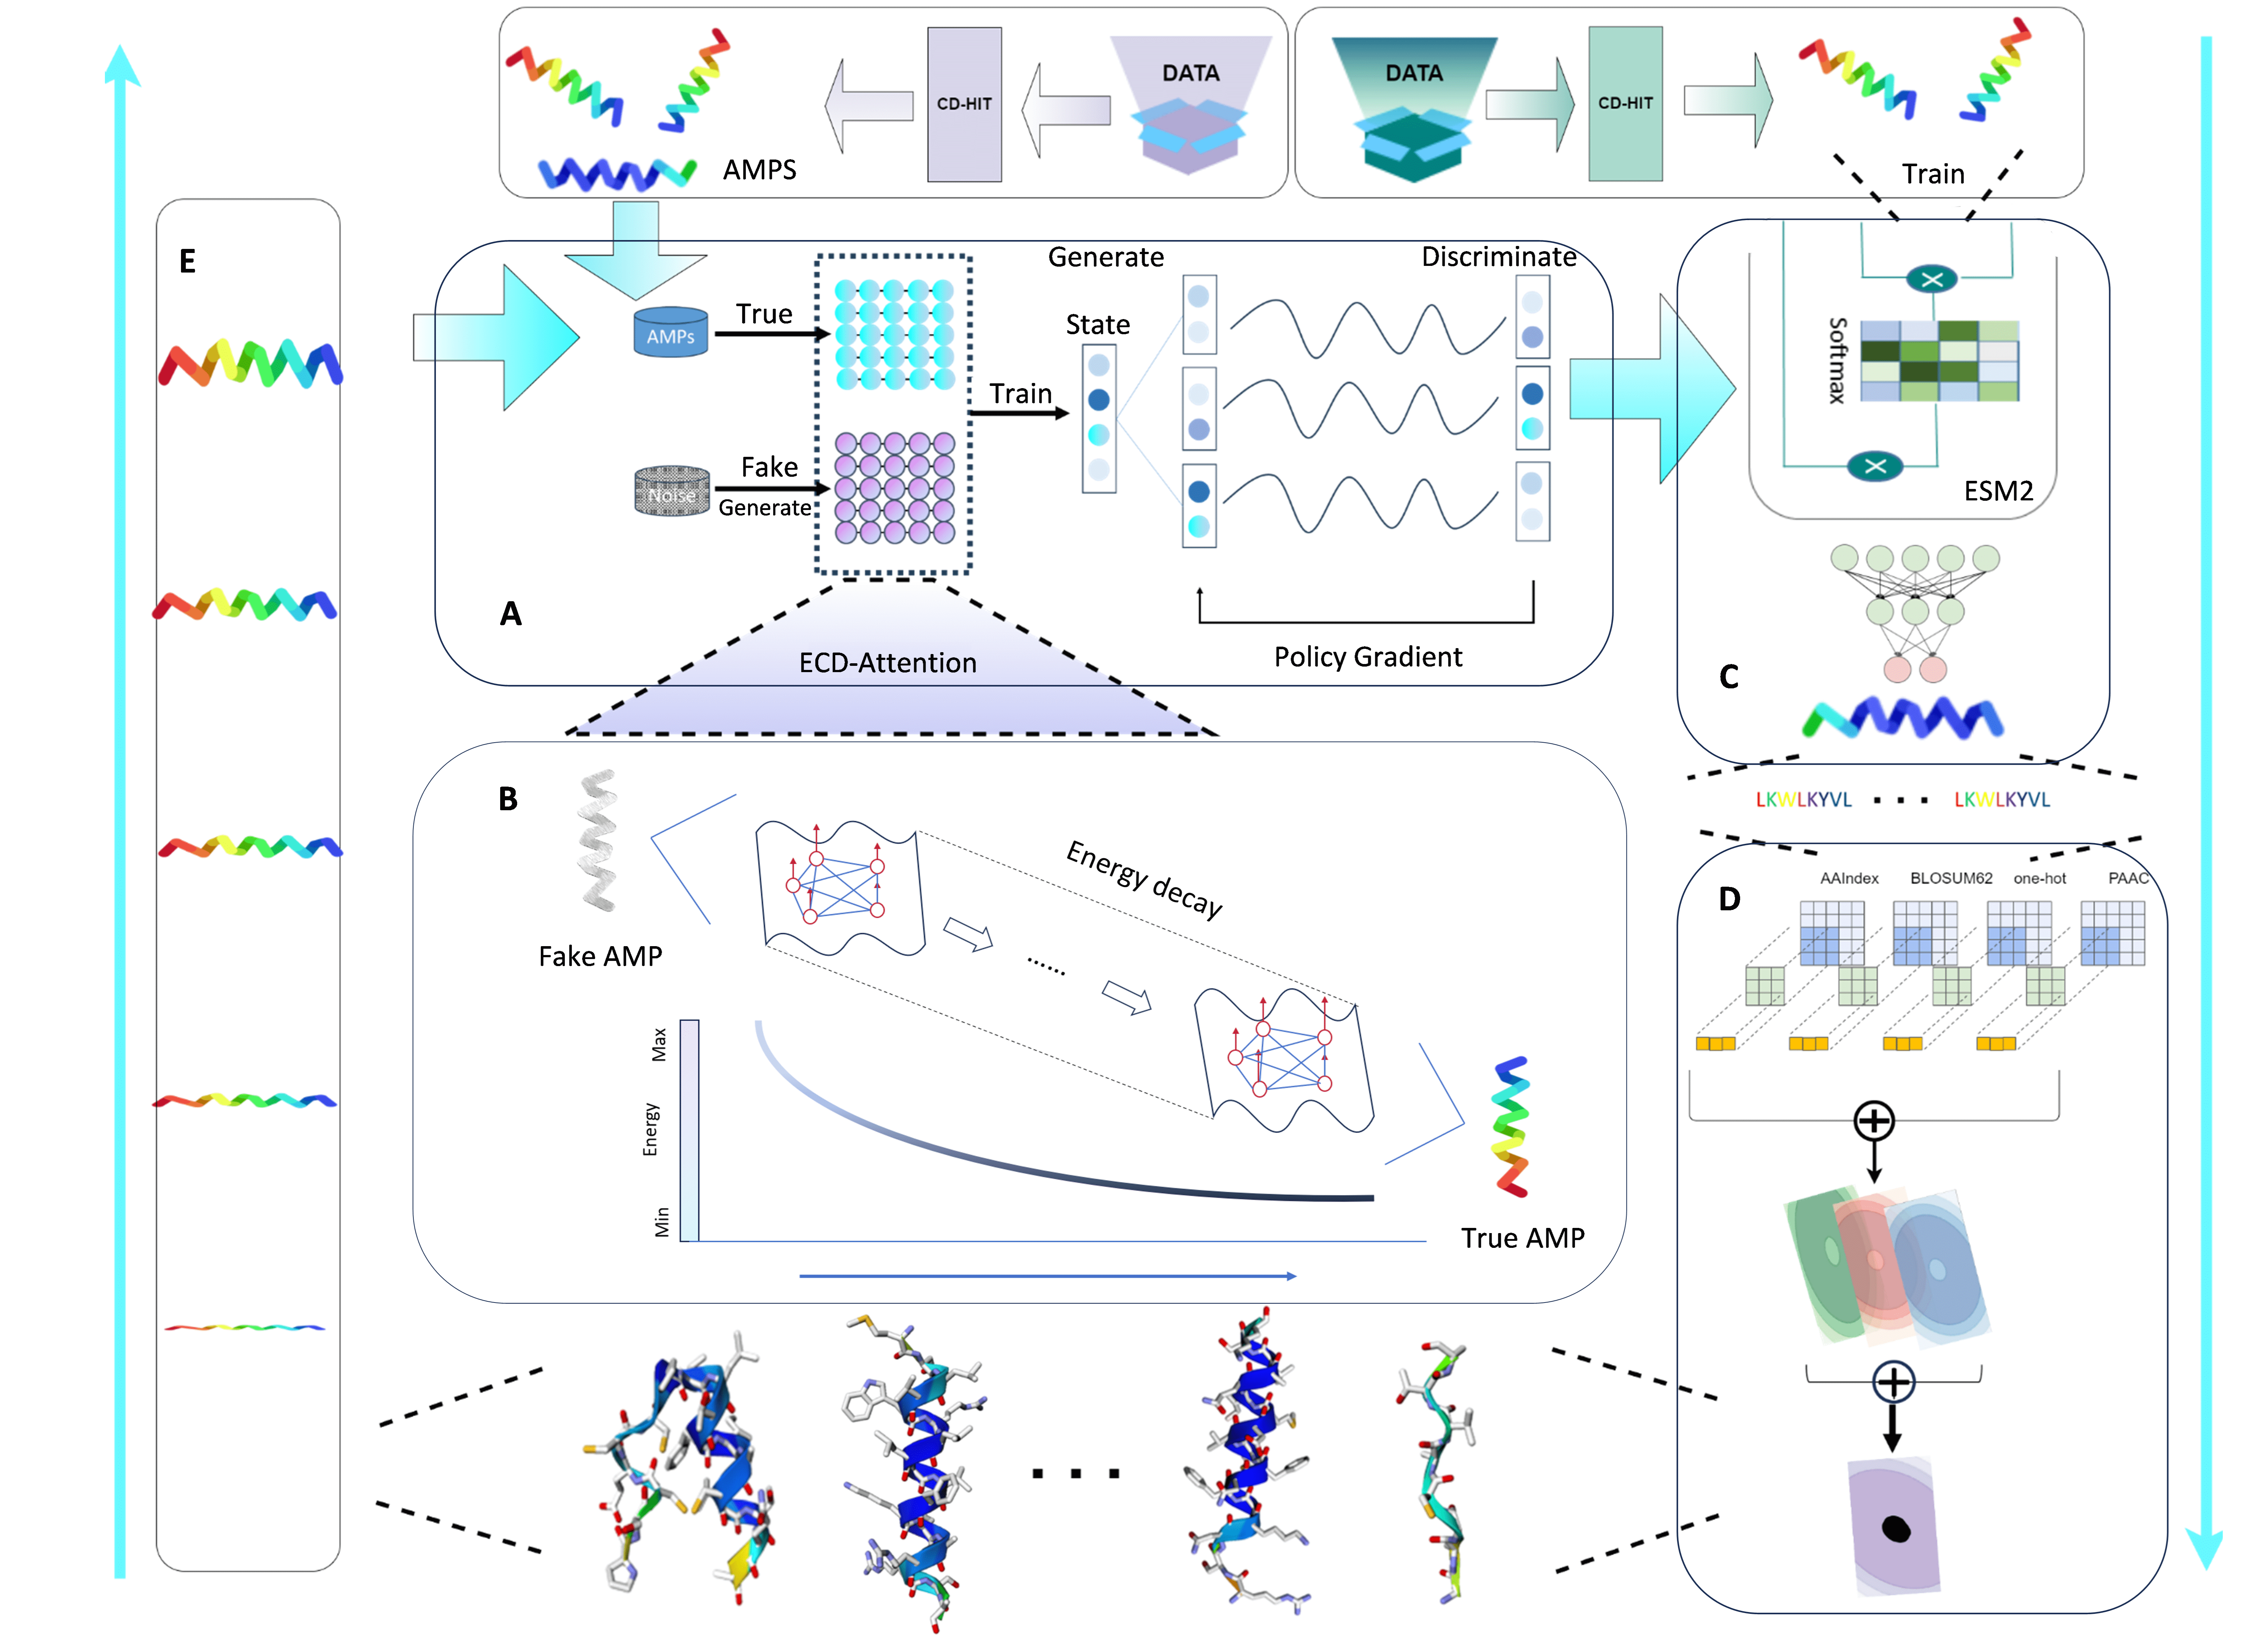 DATA
CD-HIT
AMPS
DATA
CD-HIT
Train
E
A
AMPs
True
Noise
Fake
Generate
Train
State
Generate
Discriminate
Policy Gradient
ECD-Attention
Softmax
ESM2
C
LKWLKYVL ... LKWLKYVL
B
Fake AMP
Energy decay
......
Max
Energy
Min
True AMP
D
AAIndex BLOSUM62 one-hot PAAC
...